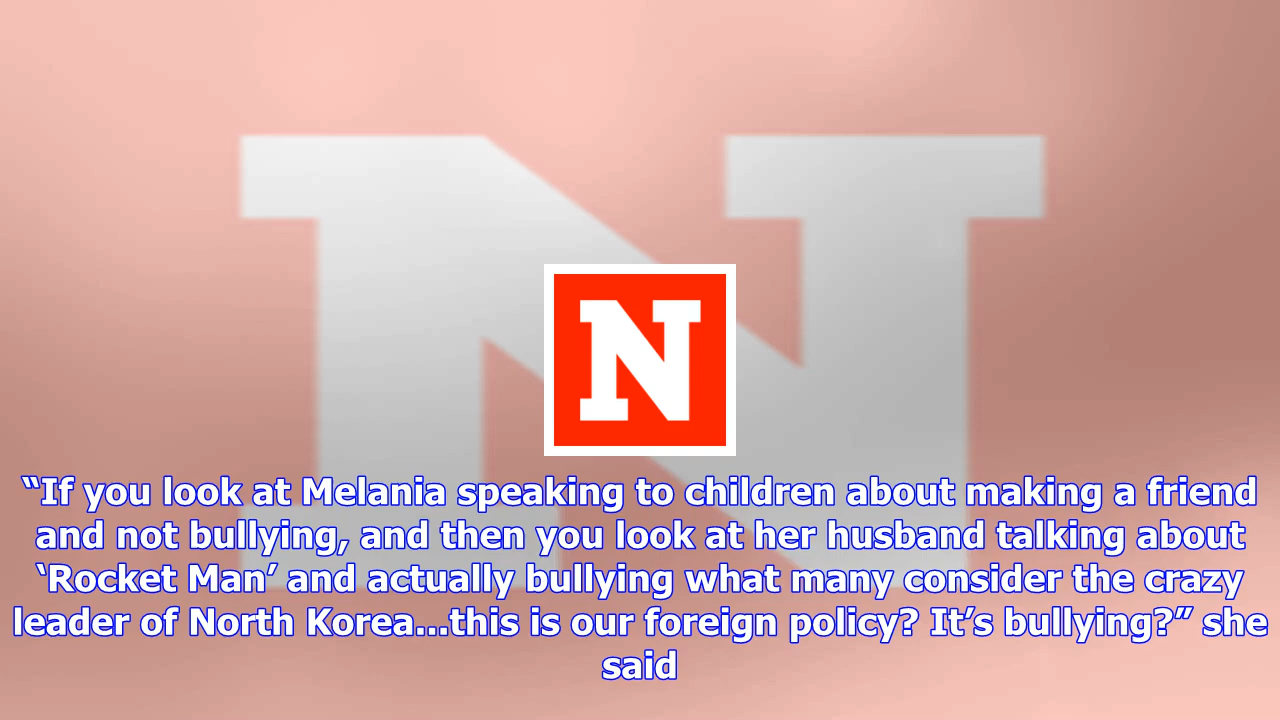 N
N
“If you look at Melania speaking to children about making a friend
and not bullying, and then you look at her husband talking about
‘Rocket Man’ and actually bullying what many consider the crazy
leader of North Korea...this is our foreign policy? It’s bullying?” she
said